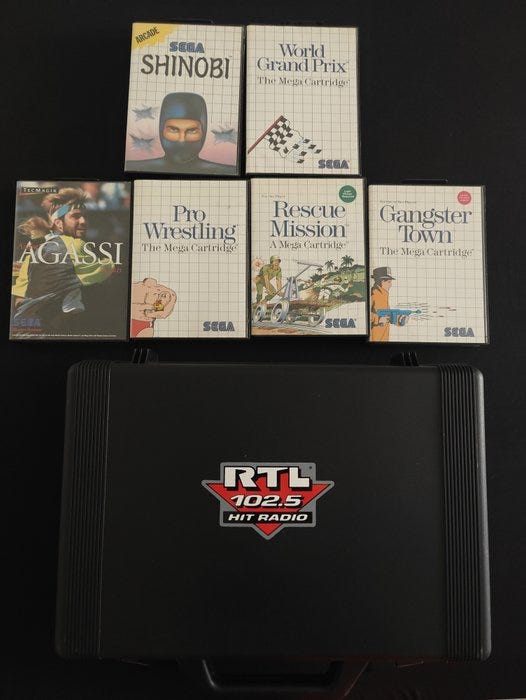 ARCADE
SEGA
SHINOBI
World
Grand Prix
The Mega Cartridge
SEGA
TECMAGIK
AGASSI
SEGA
Pro
Wrestling
The Mega Cartridge
SEGA
Rescue
Mission
A Mega Cartridge
SEGA
Gangster
Town
The Mega Cartridge
SEGA
RTL
102.5
HIT RADIO